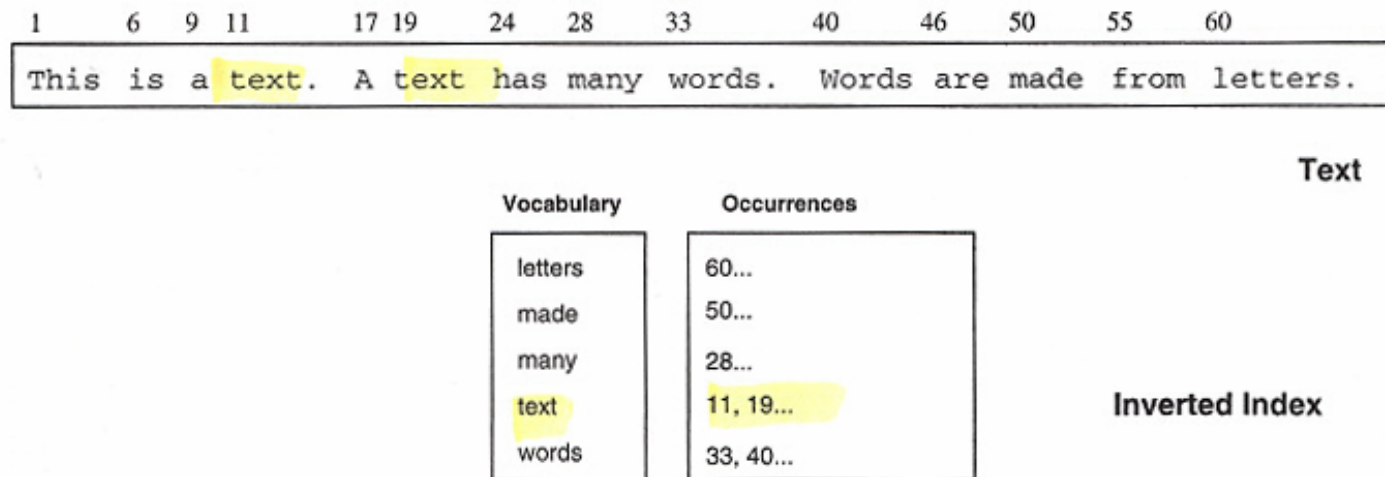 1 6 9 11 17 19 24 28 33 40 46 50 55 60
This is a text. A text has many words. Words are made from letters.
Text
Vocabulary Occurrences
letters 60...
made 50...
many 28...
text 11, 19...
Inverted Index
words 33, 40...